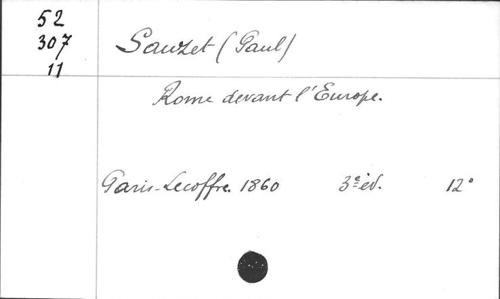 52
307
11
Sauzet (Paul)
Rome devant l'Europe.
Paris-Lecoffre. 1860 3e éd. 12°